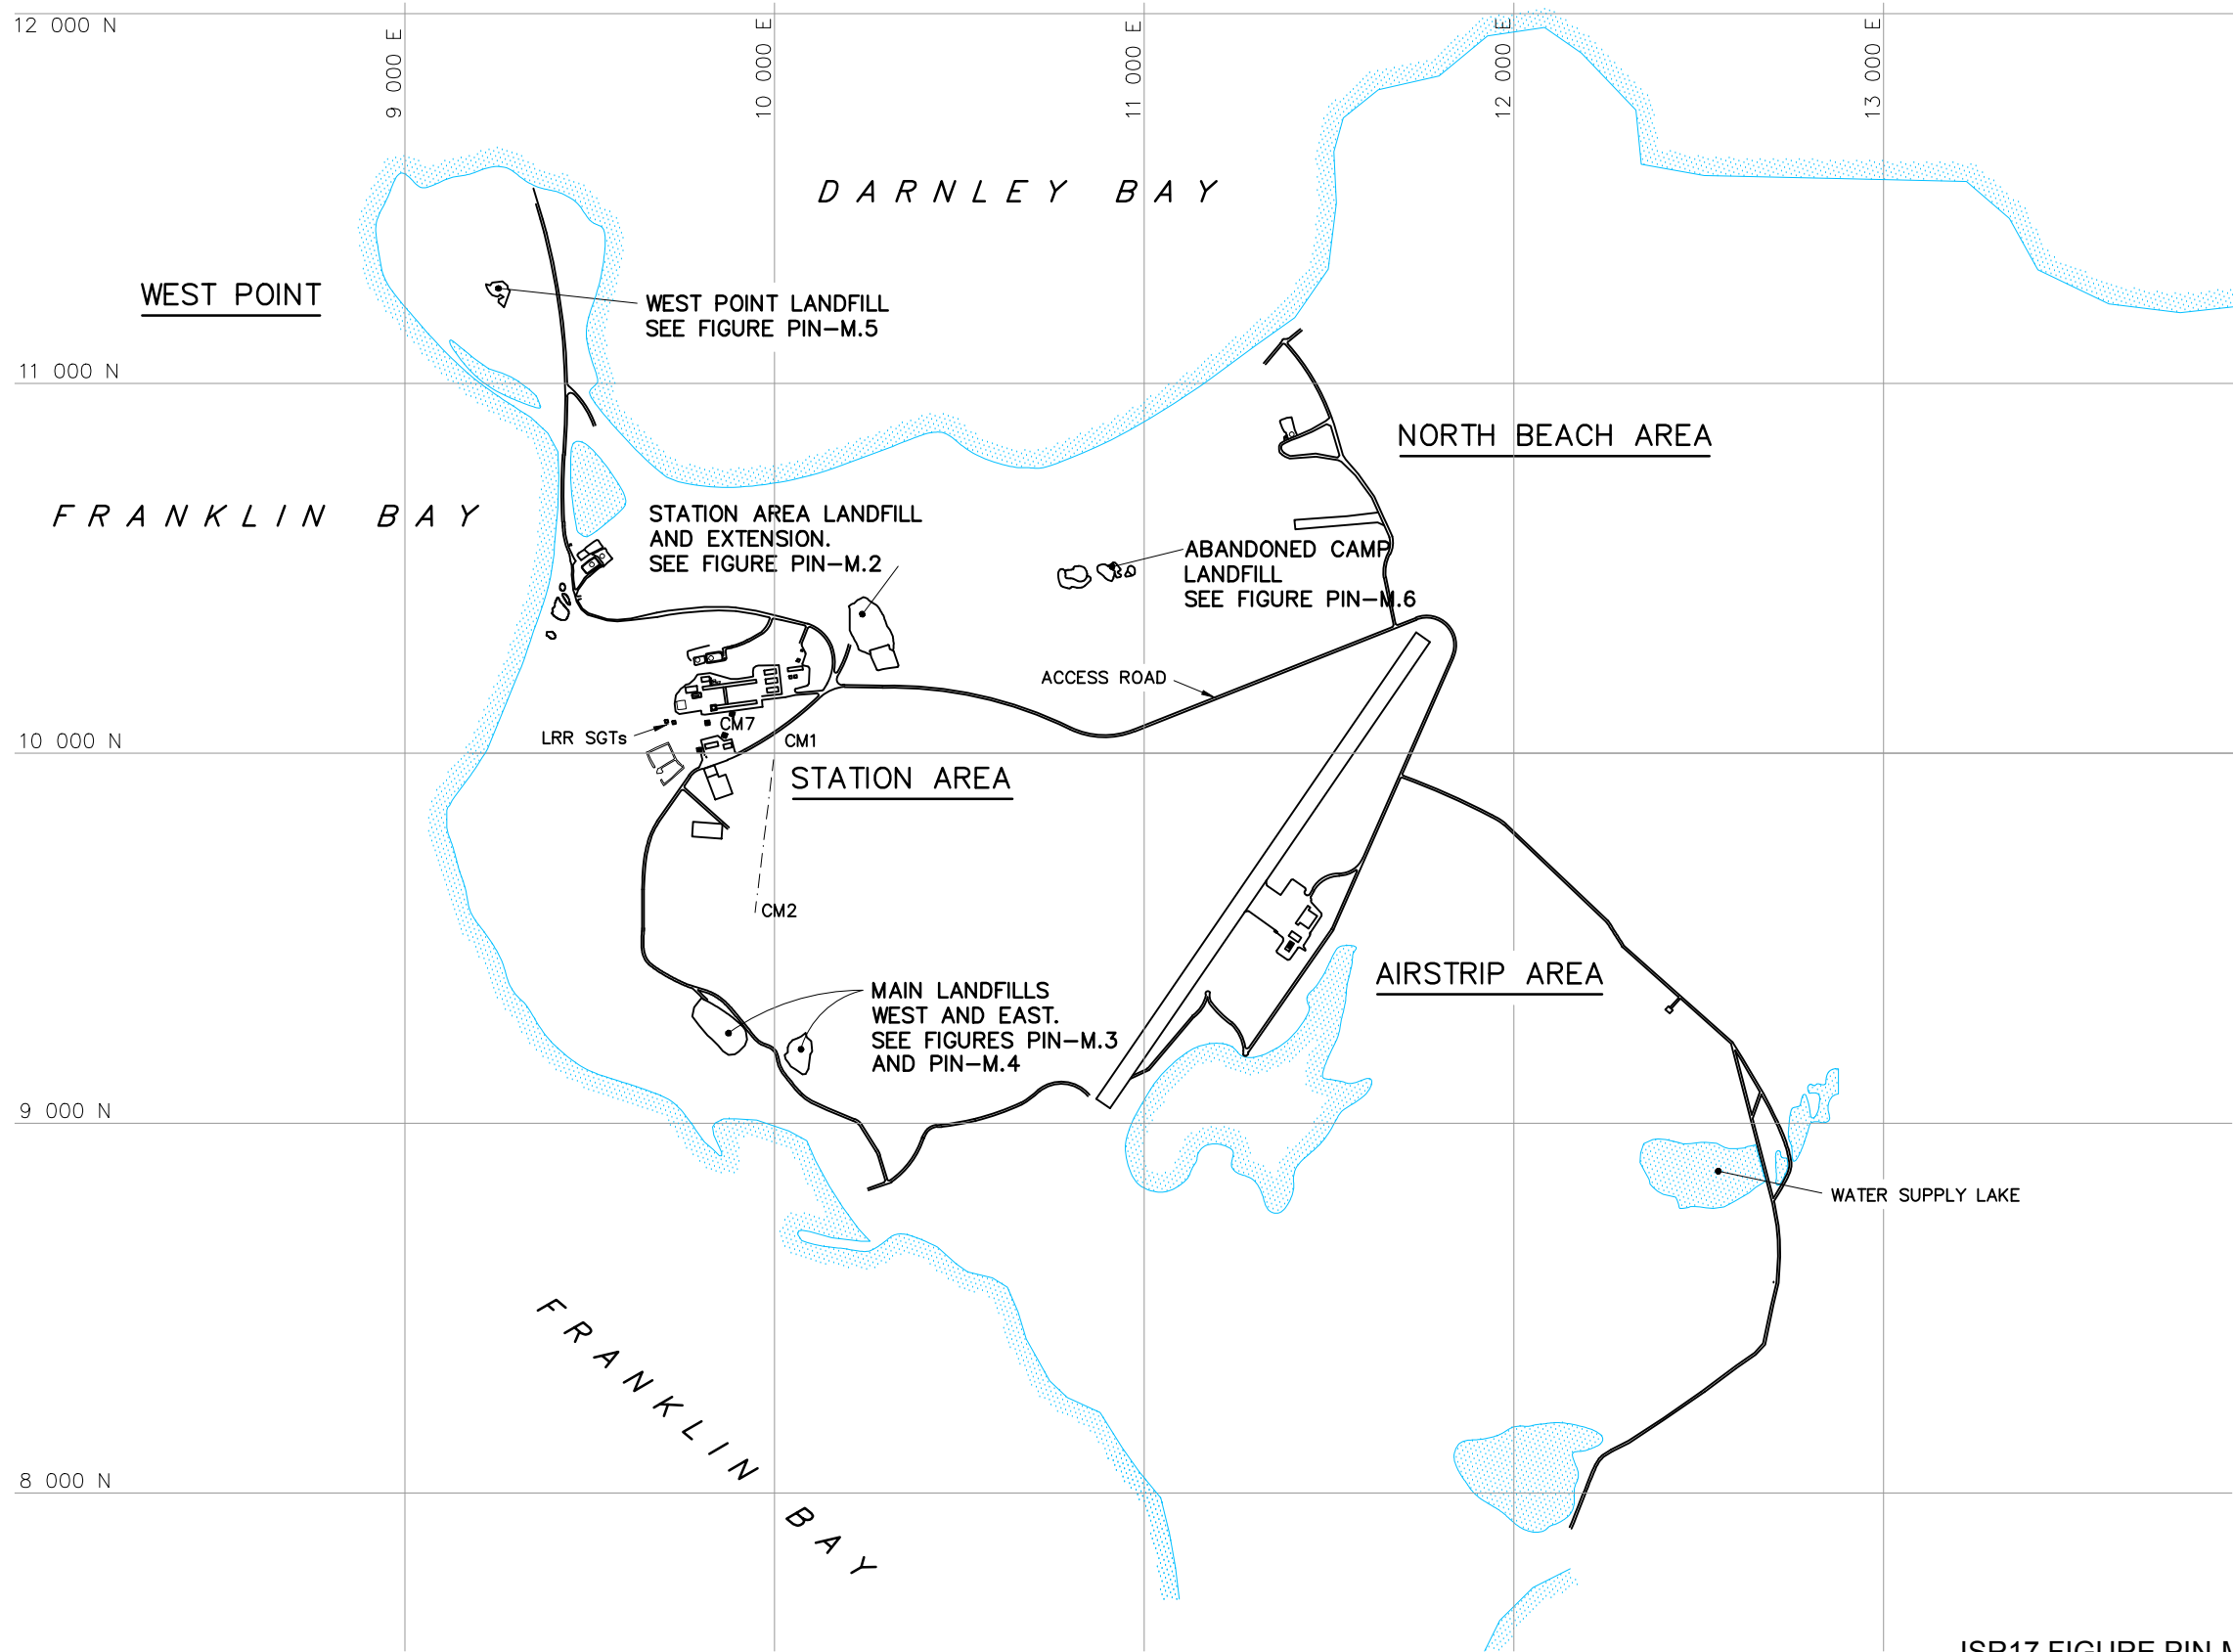 12 000 N
9 000 E
10 000 E
11 000 E
12 000 E
13 000 E
DARNLEY BAY
WEST POINT
WEST POINT LANDFILL
SEE FIGURE PIN-M.5
11 000 N
NORTH BEACH AREA
FRANKLIN BAY
STATION AREA LANDFILL
AND EXTENSION.
SEE FIGURE PIN-M.2
ABANDONED CAMP
LANDFILL
SEE FIGURE PIN-M.6
ACCESS ROAD
LRR SGTs
CM7
CM1
10 000 N
STATION AREA
CM2
AIRSTRIP AREA
MAIN LANDFILLS
WEST AND EAST.
SEE FIGURES PIN-M.3
AND PIN-M.4
9 000 N
WATER SUPPLY LAKE
FRANKLIN BAY
8 000 N
ISR17 FIGURE PIN-M